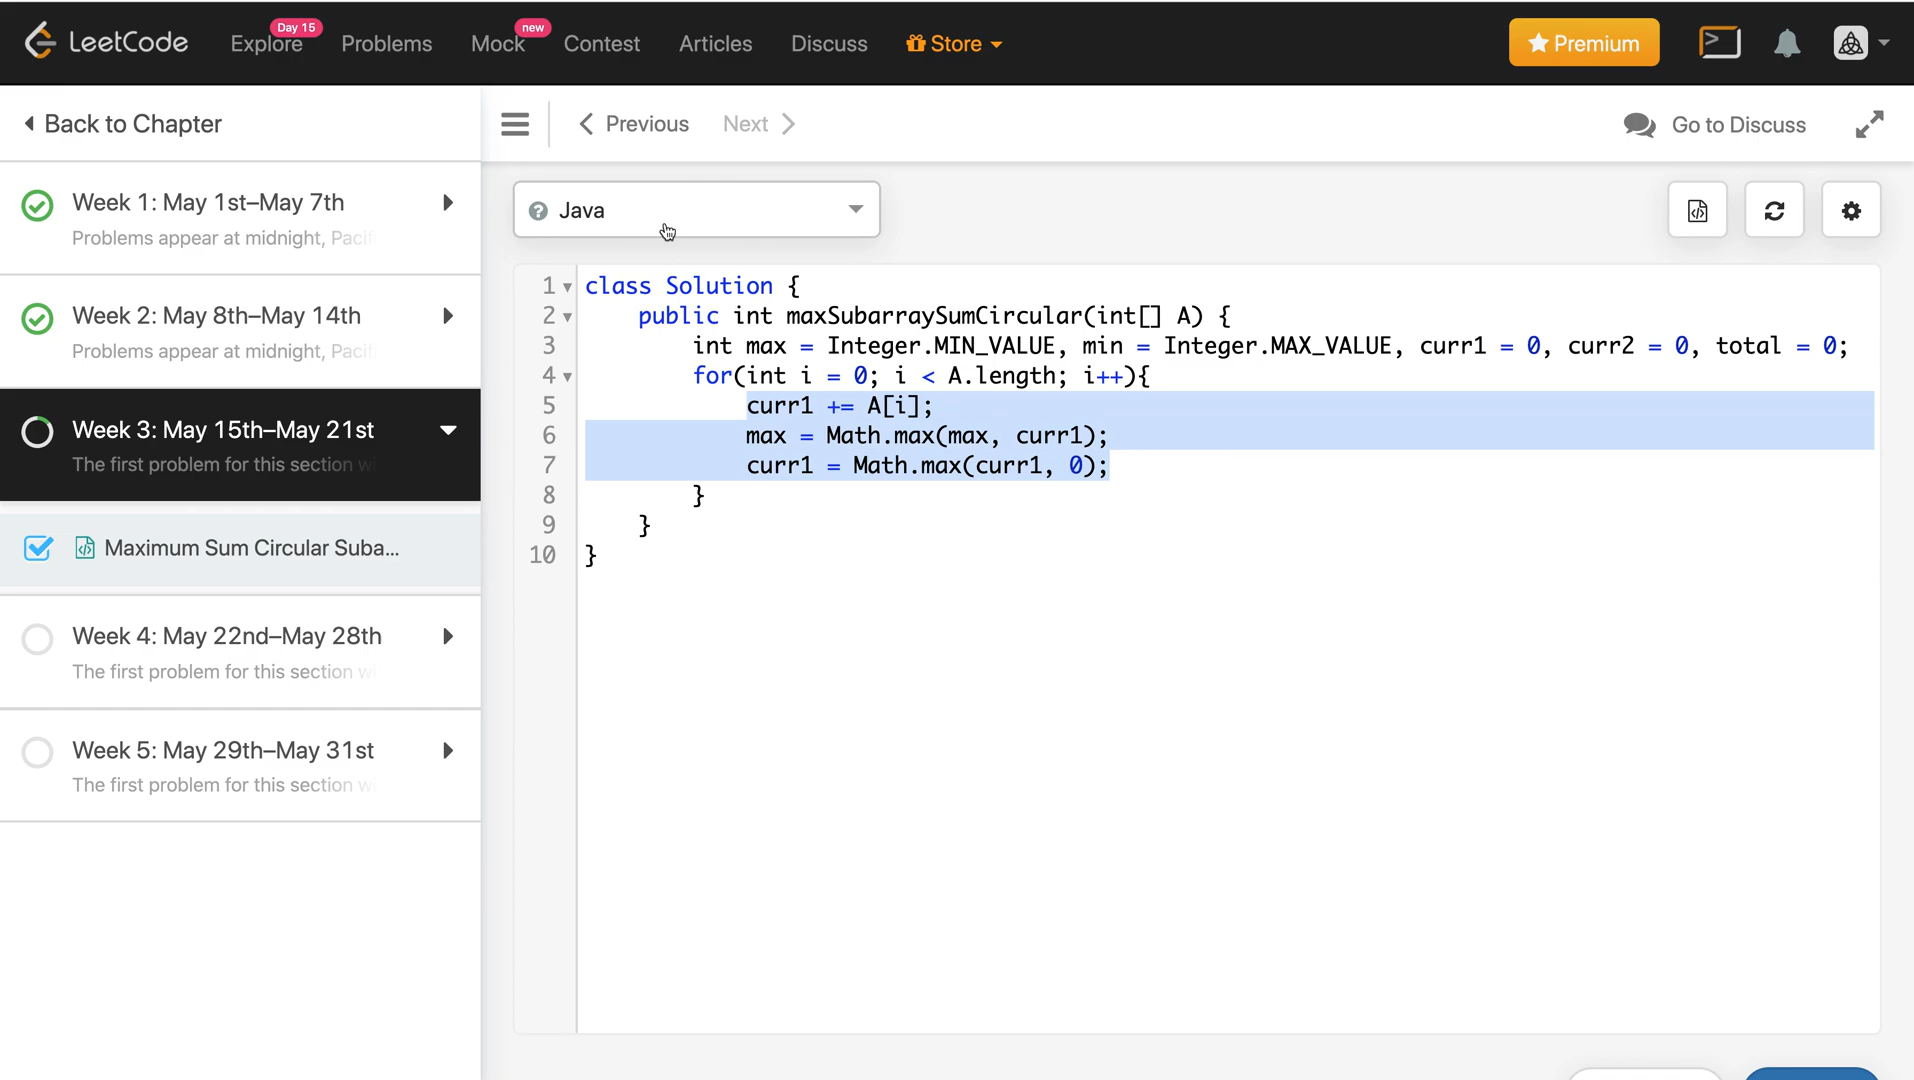 LeetCode
Explore
Day 15
Problems
Mock
new
Contest
Articles
Discuss
Store
Premium
Back to Chapter
Previous
Next
Go to Discuss
Week 1: May 1st–May 7th
Problems appear at midnight, Pacifi
Week 2: May 8th–May 14th
Problems appear at midnight, Pacifi
Week 3: May 15th–May 21st
The first problem for this section w
Maximum Sum Circular Suba...
Week 4: May 22nd–May 28th
The first problem for this section w
Week 5: May 29th–May 31st
The first problem for this section w
Java
1 class Solution {
2 public int maxSubarraySumCircular(int[] A) {
3 int max = Integer.MIN_VALUE, min = Integer.MAX_VALUE, curr1 = 0, curr2 = 0, total = 0;
4 for(int i = 0; i < A.length; i++){
5 curr1 += A[i];
6 max = Math.max(max, curr1);
7 curr1 = Math.max(curr1, 0);
8 }
9 }
10 }